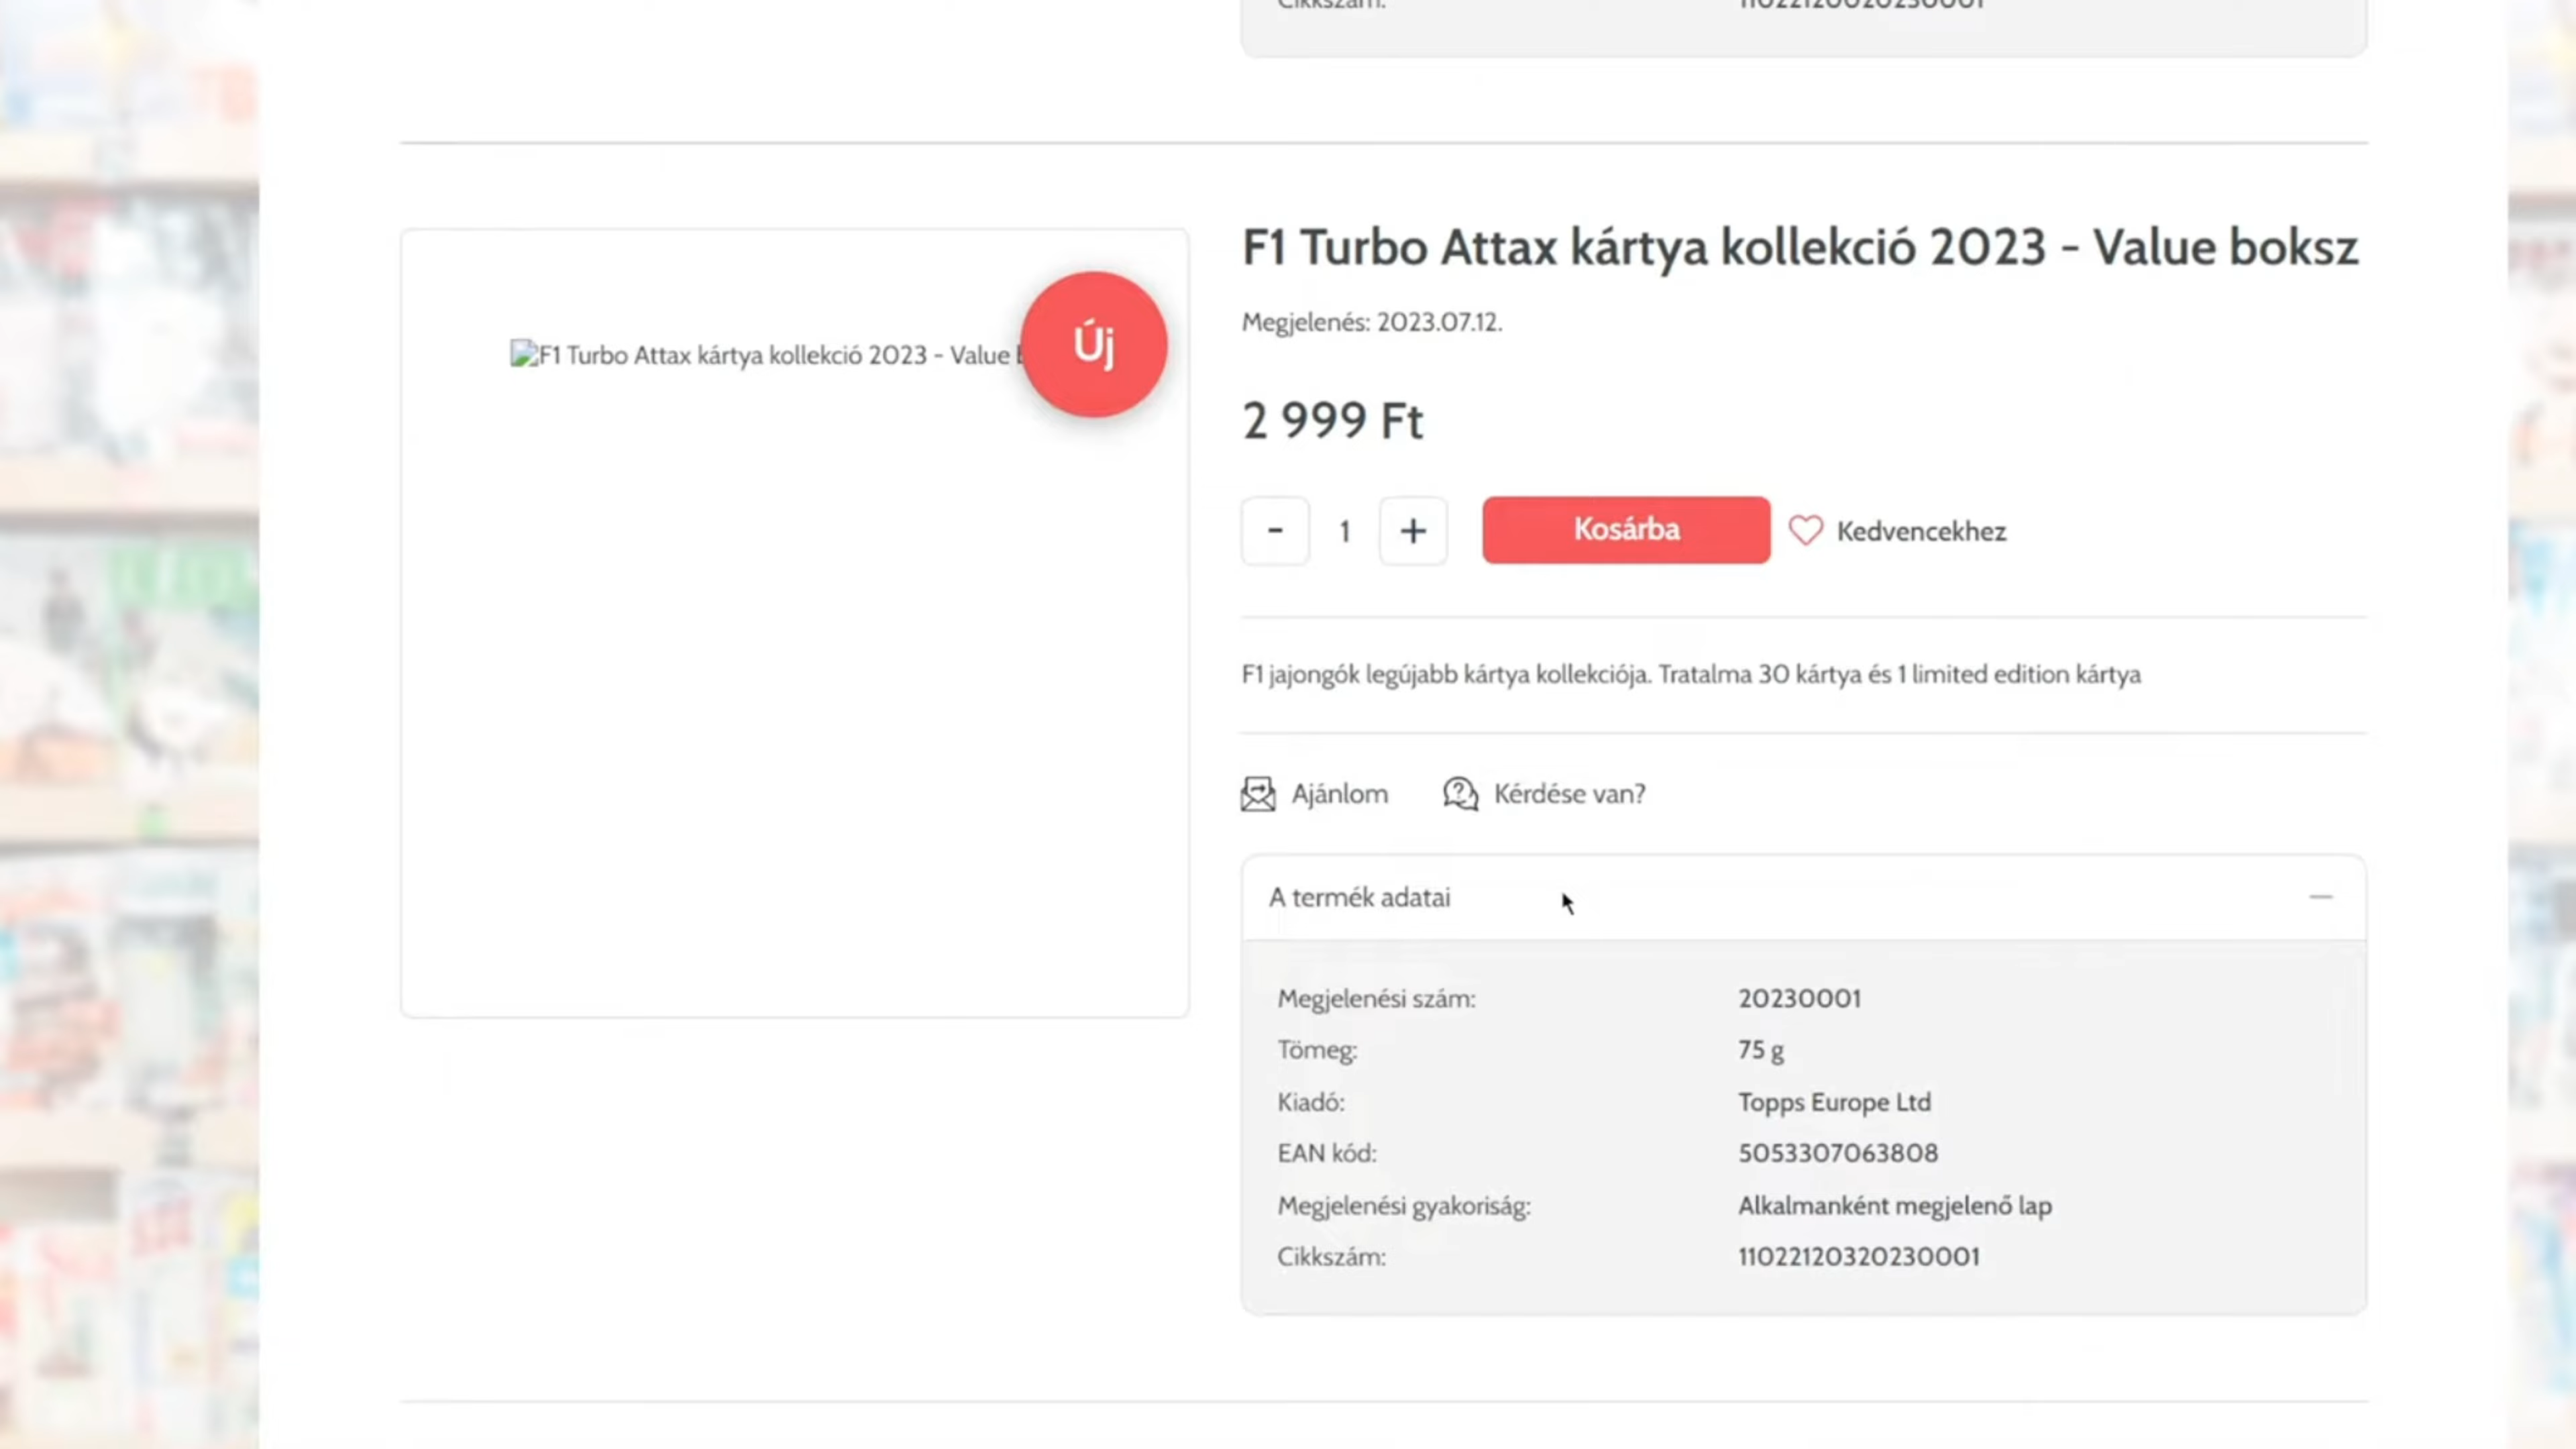 Cikkszám:
F1 Turbo Attax kártya kollekció 2023 - Value boksz
F1 Turbo Attax kártya kollekció 2023 - Value
Új
Megjelenés: 2023.07.12.
2 999 Ft
- 1 + Kosárba Kedvencekhez
F1 jajongók legújabb kártya kollekciója. Tratalma 30 kártya és 1 limited edition kártya
Ajánlom Kérdése van?
A termék adatai
Megjelenési szám: 20230001
Tömeg: 75 g
Kiadó: Topps Europe Ltd
EAN kód: 5053307063808
Megjelenési gyakoriság: Alkalmanként megjelenő lap
Cikkszám: 11022120320230001